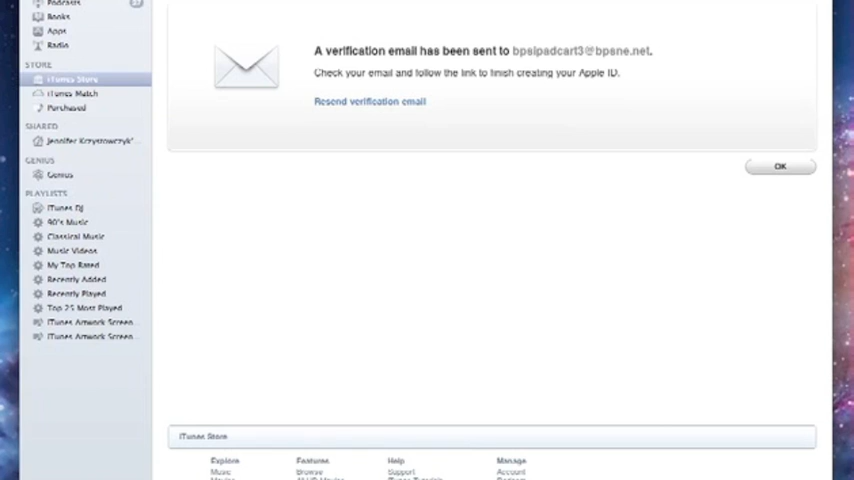 Podcasts
Books
Apps
Radio
STORE
iTunes Store
iTunes Match
Purchased
SHARED
Jennifer Krzystowczyk'...
GENIUS
Genius
PLAYLISTS
iTunes DJ
90's Music
Classical Music
Music Videos
My Top Rated
Recently Added
Recently Played
Top 25 Most Played
iTunes Artwork Screen...
iTunes Artwork Screen...
A verification email has been sent to bpsipadcart3@bpsne.net.
Check your email and follow the link to finish creating your Apple ID.
Resend verification email
OK
iTunes Store
Explore Features Help Manage
Music Browse Support Account